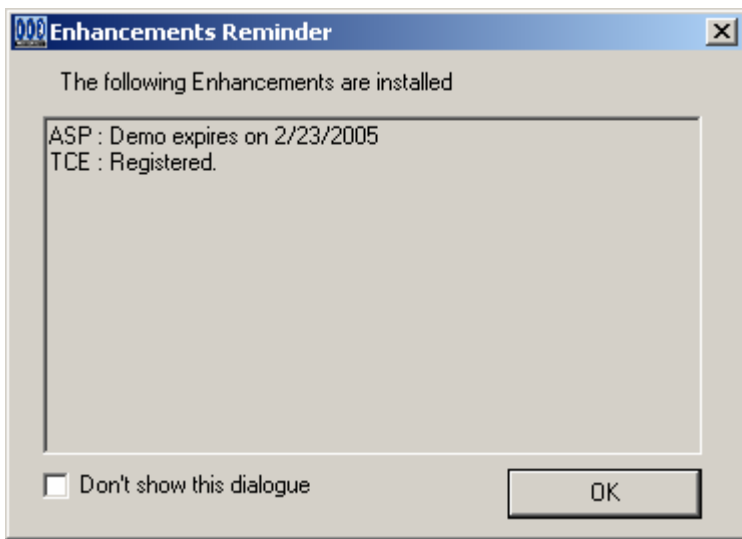 Enhancements Reminder
The following Enhancements are installed
ASP : Demo expires on 2/23/2005
TCE : Registered.
Don't show this dialogue
OK